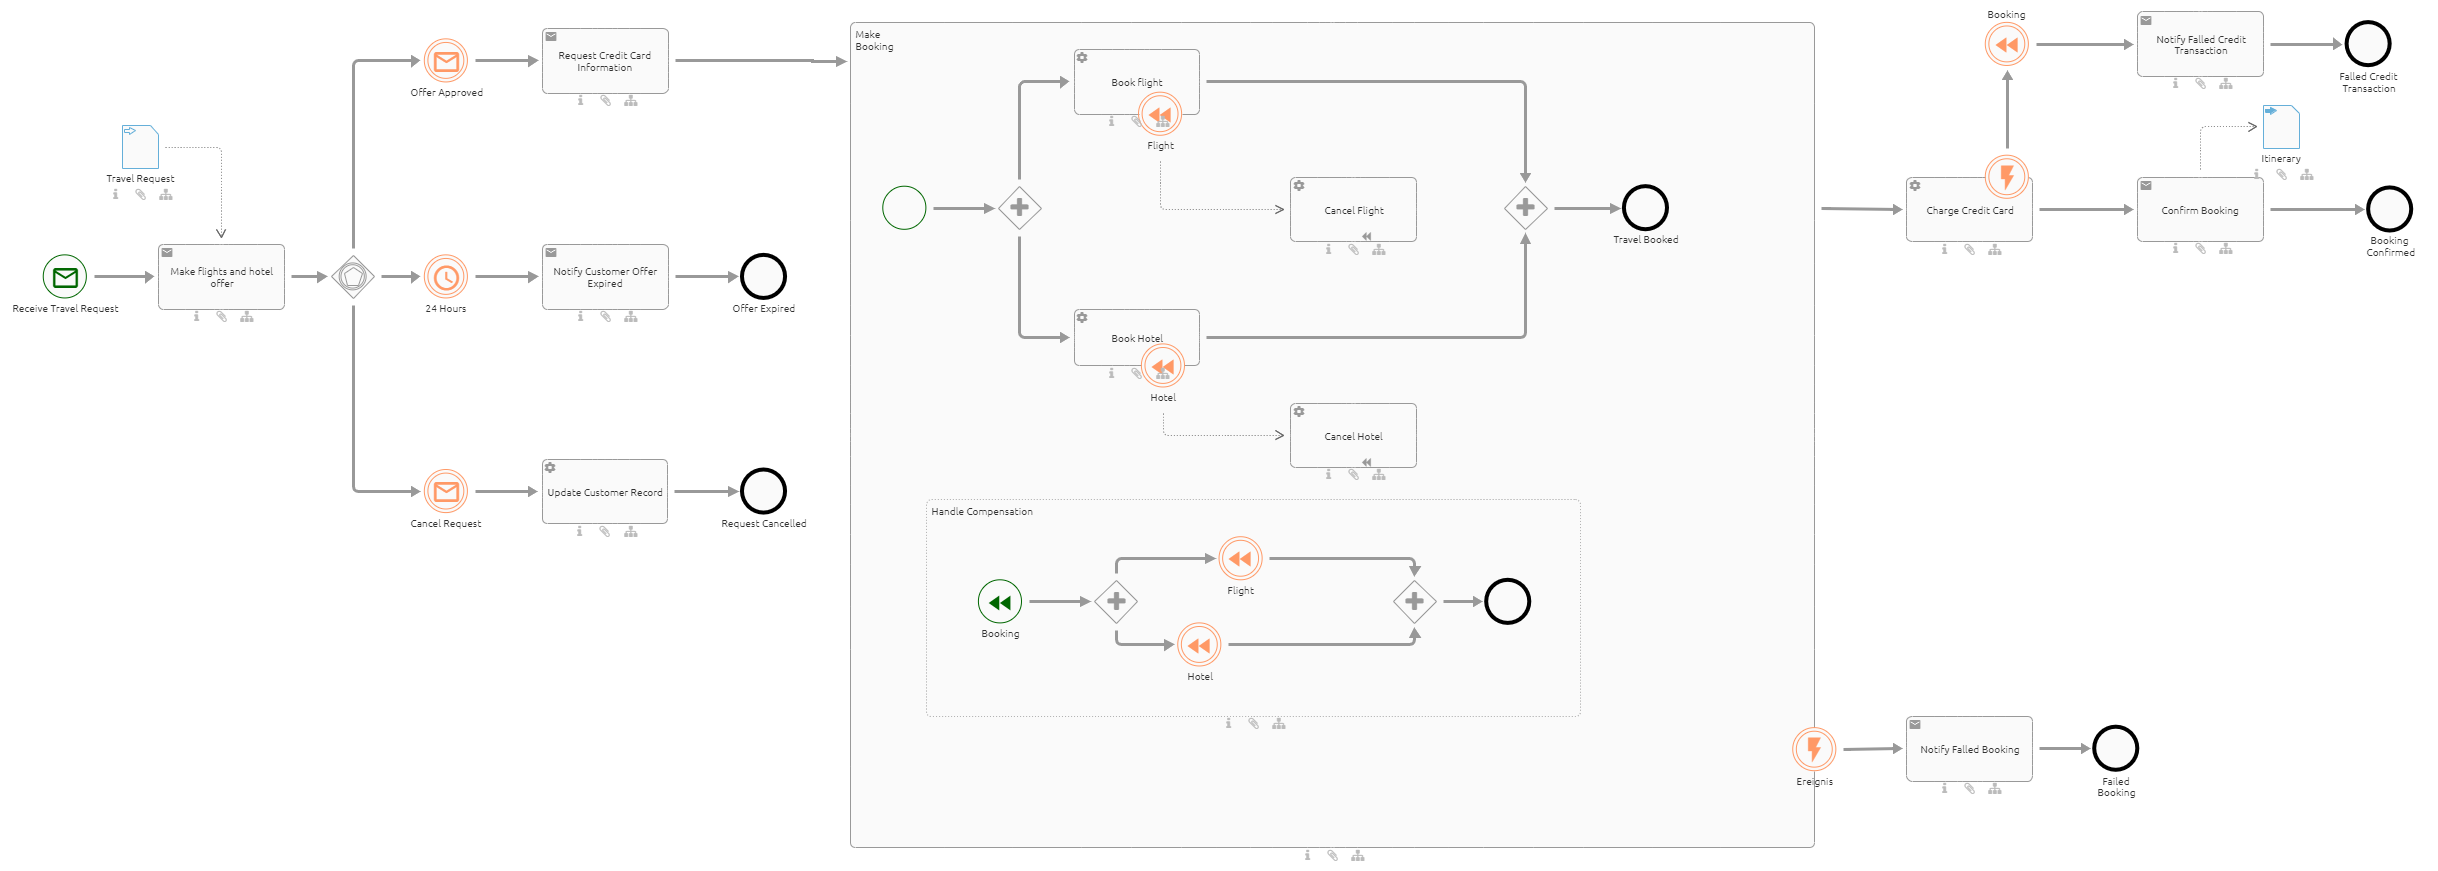 Travel Request
Receive Travel Request
Make flights and hotel
offer
Offer Approved
Request Credit Card
Information
24 Hours
Notify Customer Offer
Expired
Offer Expired
Cancel Request
Update Customer Record
Request Cancelled
Make
Booking
Book flight
Flight
Cancel Flight
Travel Booked
Book Hotel
Hotel
Cancel Hotel
Handle Compensation
Booking
Flight
Hotel
Booking
Notify Falled Credit
Transaction
Falled Credit
Transaction
Itinerary
Charge Credit Card
Confirm Booking
Booking
Confirmed
Ereignis
Notify Falled Booking
Failed
Booking